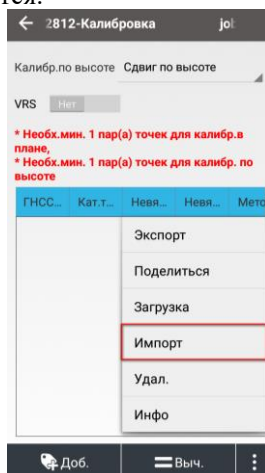 тся.
2812-Калибровка jol
Калибр.по высоте Сдвиг по высоте
VRS Нет
* Необх.мин. 1 пар(а) точек для калибр.в
плане,
* Необх.мин. 1 пар(а) точек для калибр. по
высоте
ГНСС... Кат.т... Невя... Невя... Мето
Экспорт
Поделиться
Загрузка
Импорт
Удал.
Инфо
Доб. Выч.